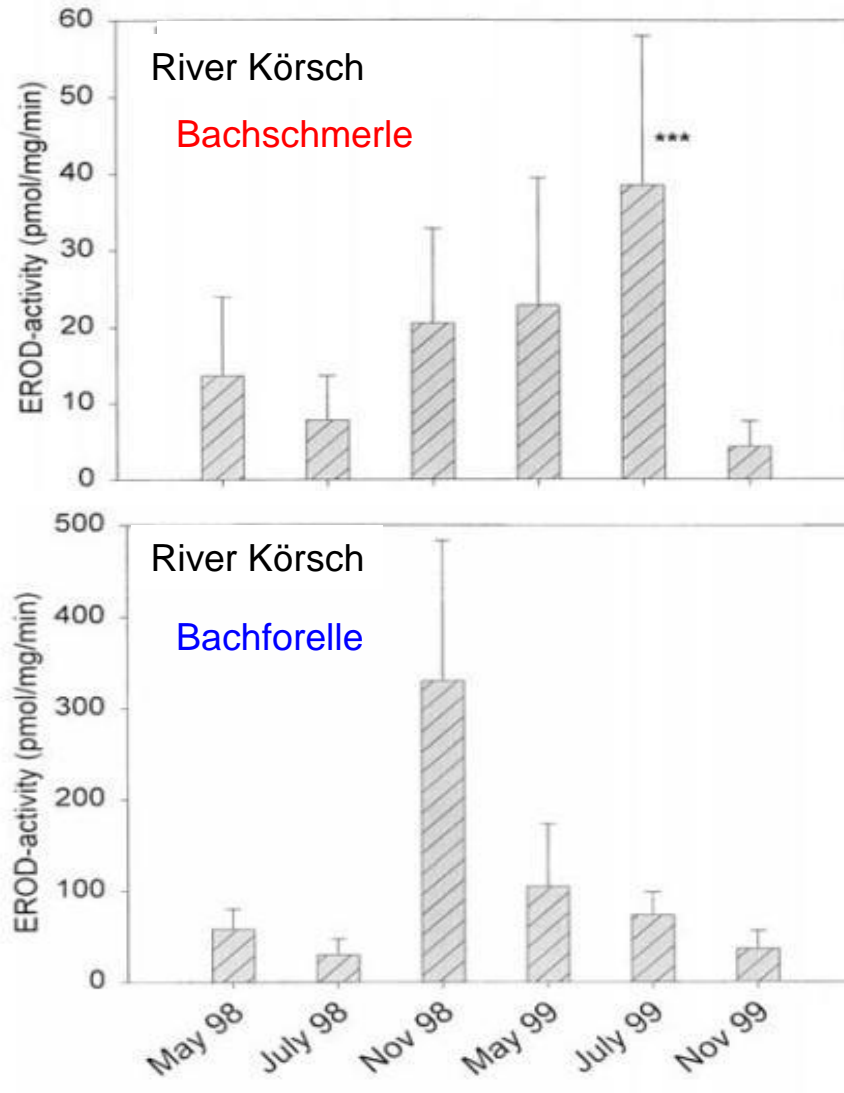 60
River Körsch
50
Bachschmerle
***
40
30
20
10
0
EROD-activity (pmol/mg/min)
500
River Körsch
Bachforelle
400
300
200
100
0
EROD-activity (pmol/mg/min)
May 98
July 98
Nov 98
May 99
July 99
Nov 99